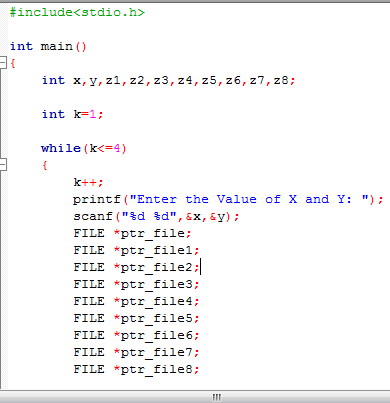 #include<stdio.h>
int main()
{
int x,y,z1,z2,z3,z4,z5,z6,z7,z8;
int k=1;
while(k<=4)
{
k++;
printf("Enter the Value of X and Y: ");
scanf("%d %d",&x,&y);
FILE *ptr_file;
FILE *ptr_file1;
FILE *ptr_file2;
FILE *ptr_file3;
FILE *ptr_file4;
FILE *ptr_file5;
FILE *ptr_file6;
FILE *ptr_file7;
FILE *ptr_file8;